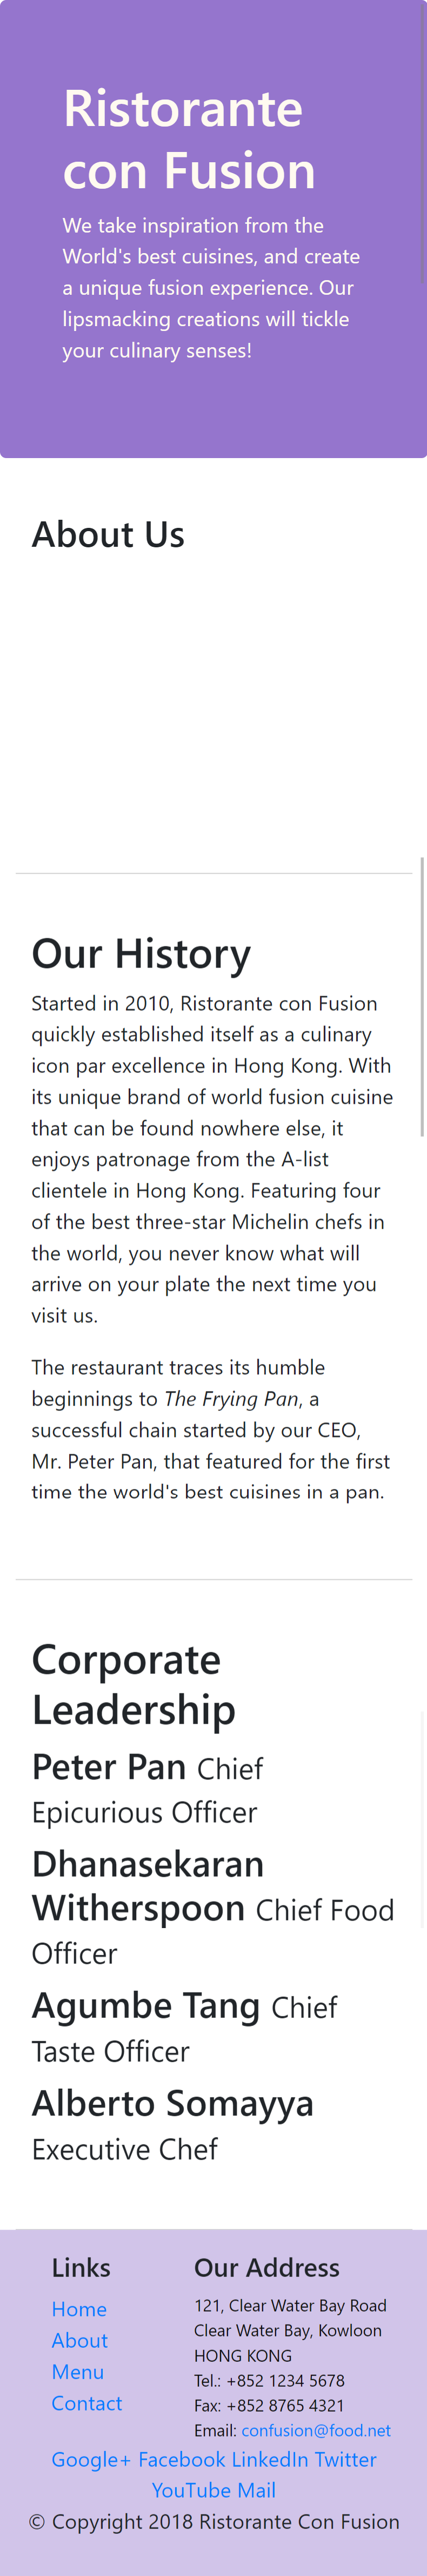 Ristorante
con Fusion
We take inspiration from the
World's best cuisines, and create
a unique fusion experience. Our
lipsmacking creations will tickle
your culinary senses!
About Us
Our History
Started in 2010, Ristorante con Fusion
quickly established itself as a culinary
icon par excellence in Hong Kong. With
its unique brand of world fusion cuisine
that can be found nowhere else, it
enjoys patronage from the A-list
clientele in Hong Kong. Featuring four
of the best three-star Michelin chefs in
the world, you never know what will
arrive on your plate the next time you
visit us.
The restaurant traces its humble
beginnings to The Frying Pan, a
successful chain started by our CEO,
Mr. Peter Pan, that featured for the first
time the world's best cuisines in a pan.
Corporate
Leadership
Peter Pan Chief
Epicurious Officer
Dhanasekaran
Witherspoon Chief Food
Officer
Agumbe Tang Chief
Taste Officer
Alberto Somayya
Executive Chef
Links
Home
About
Menu
Contact
Our Address
121, Clear Water Bay Road
Clear Water Bay, Kowloon
HONG KONG
Tel.: +852 1234 5678
Fax: +852 8765 4321
Email: confusion@food.net
Google+ Facebook LinkedIn Twitter
YouTube Mail
© Copyright 2018 Ristorante Con Fusion